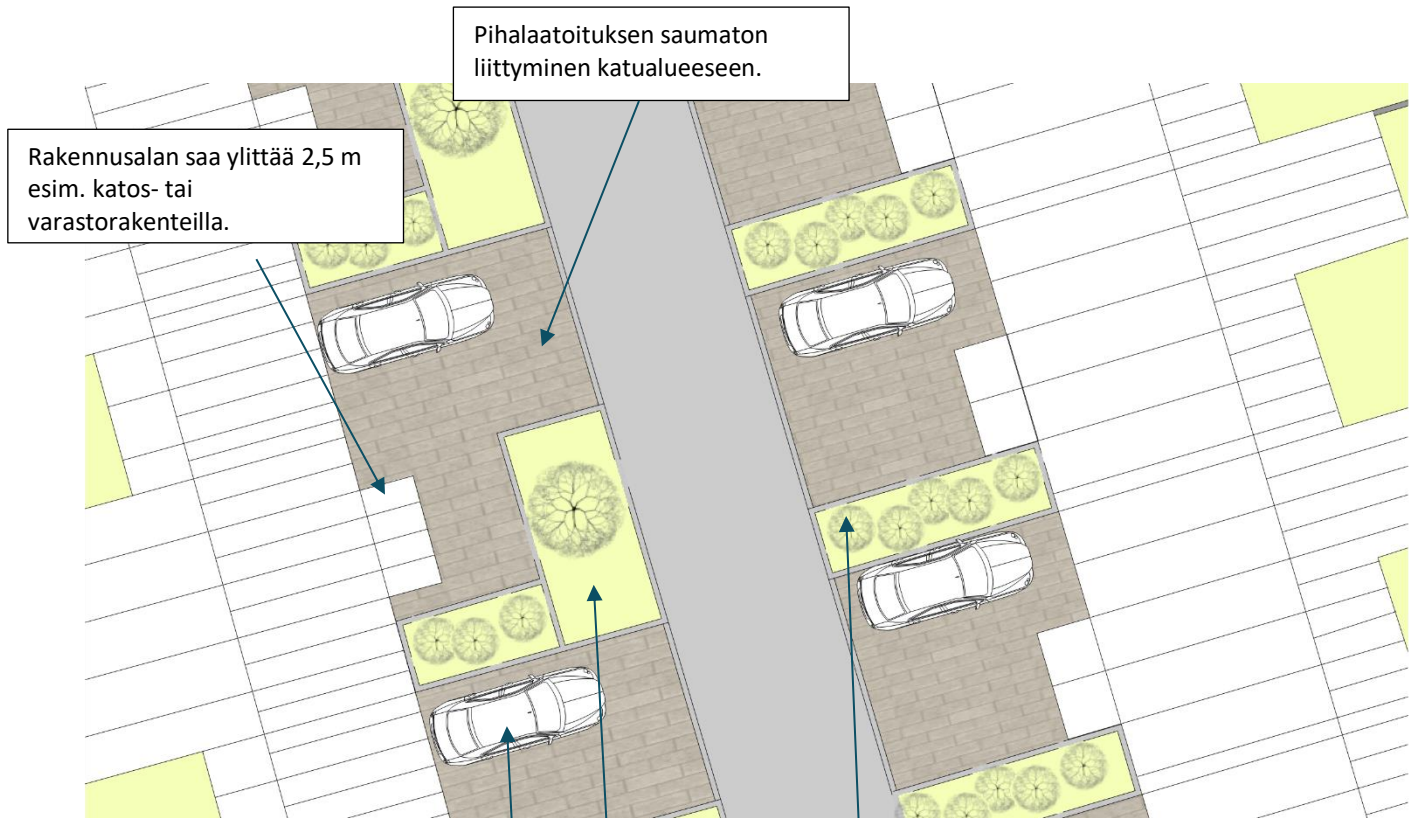 Pihalaatoituksen saumaton
liittyminen katualueeseen.
Rakennusalan saa ylittää 2,5 m
esim. katos- tai
varastorakenteilla.